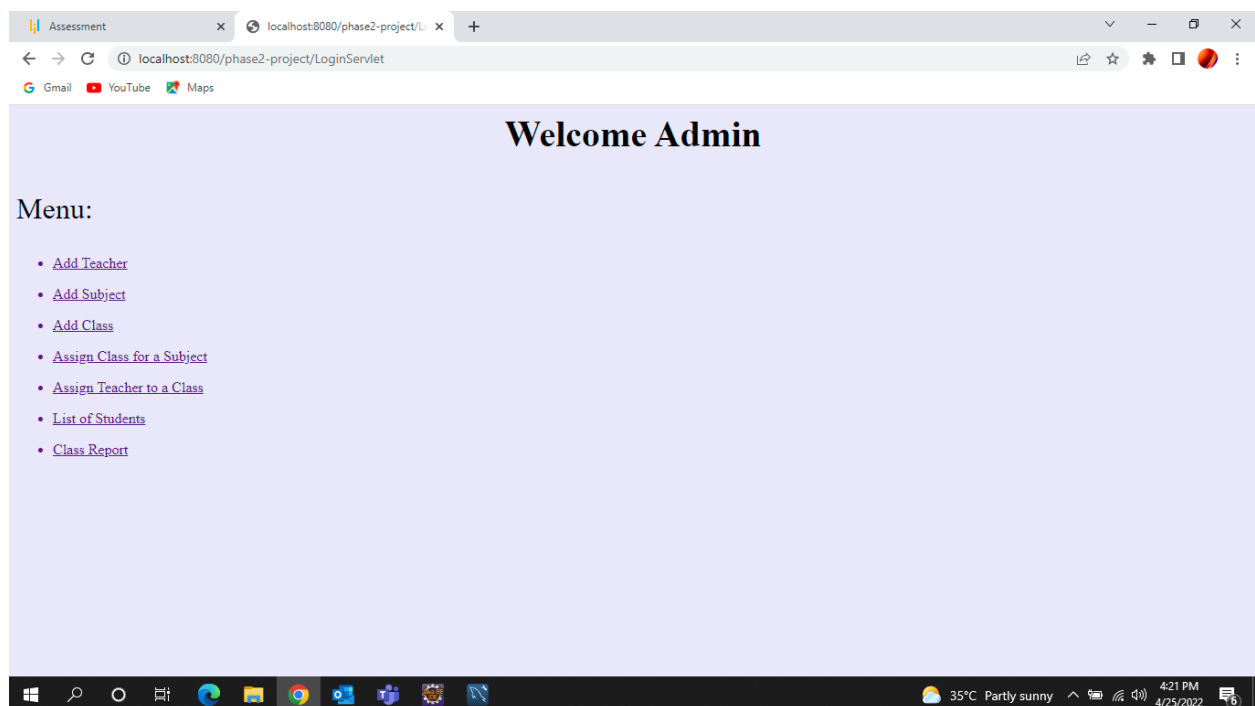 Assessment
localhost:8080/phase2-project/Lo
localhost:8080/phase2-project/LoginServlet
Gmail YouTube Maps
Welcome Admin
Menu:
Add Teacher
Add Subject
Add Class
Assign Class for a Subject
Assign Teacher to a Class
List of Students
Class Report
35°C Partly sunny
4:21 PM
4/25/2022
6